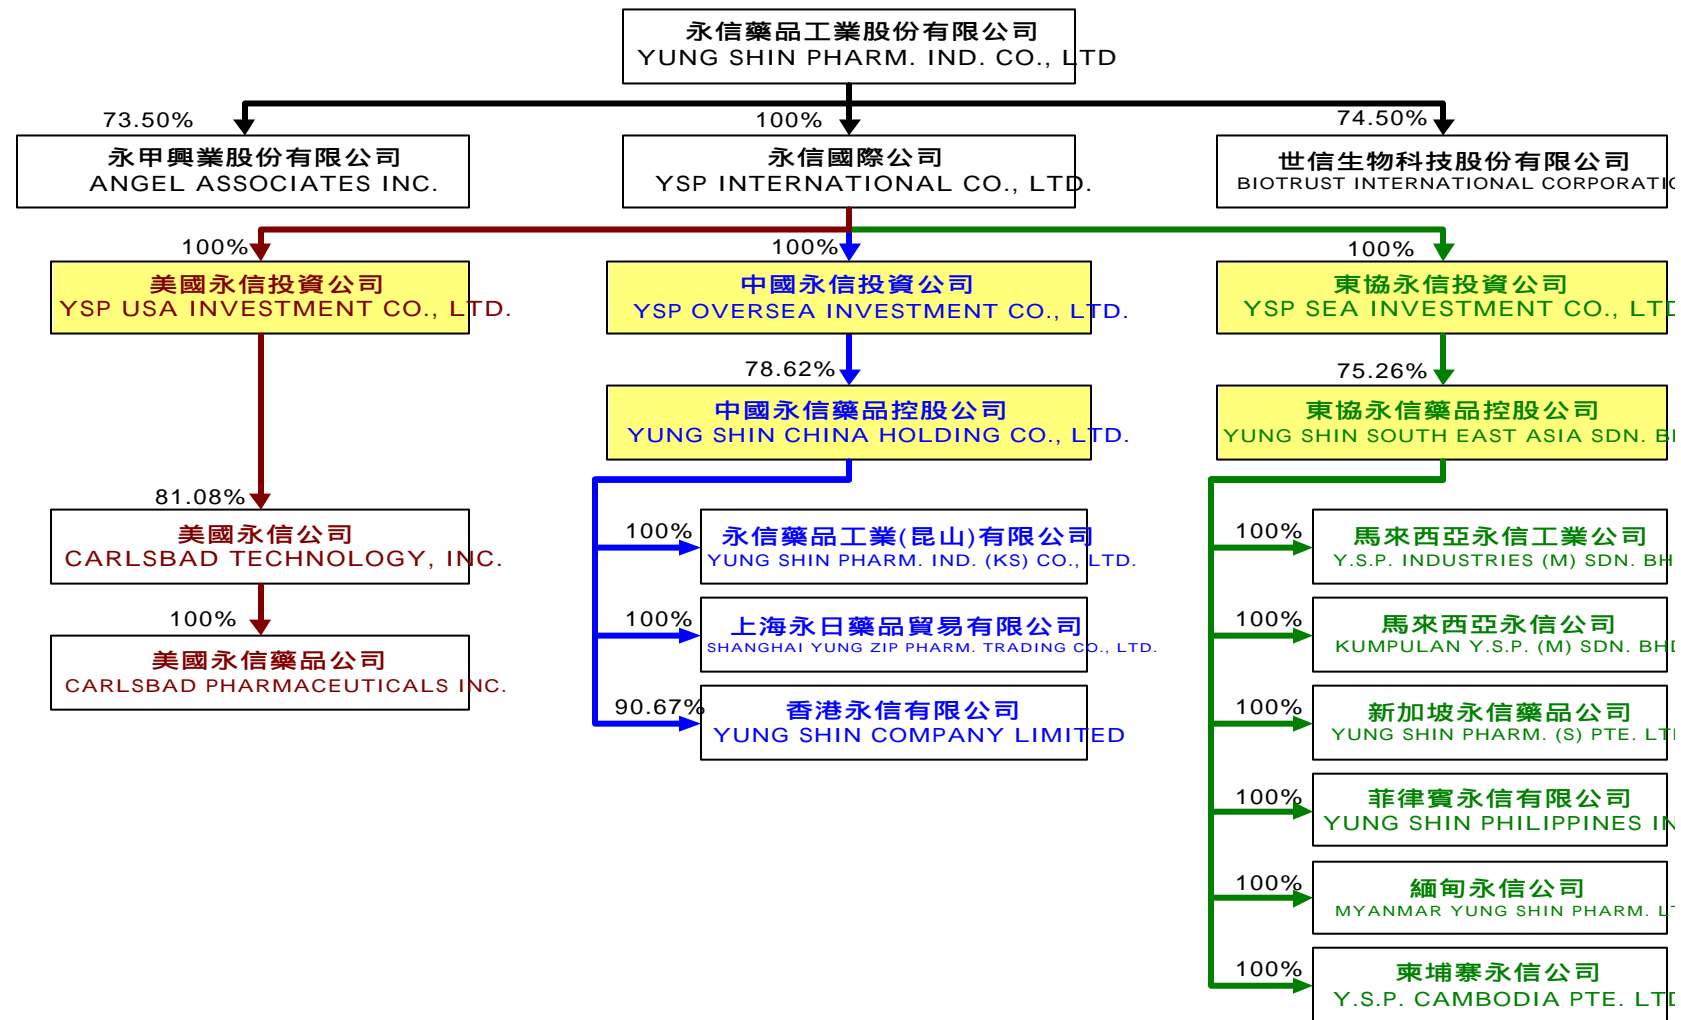 永信藥品工業股份有限公司
YUNG SHIN PHARM. IND. CO., LTD
73.50%
100%
74.50%
永甲興業股份有限公司
ANGEL ASSOCIATES INC.
永信國際公司
YSP INTERNATIONAL CO., LTD.
世信生物科技股份有限公司
BIOTRUST INTERNATIONAL
100%
100%
100%
美國永信投資公司
YSP USA INVESTMENT CO., LTD.
中國永信投資公司
YSP OVERSEA INVESTMENT CO., LTD.
東協永信投資公司
YSP SEA INVESTMENT CO.,
78.62%
75.26%
中國永信藥品控股公司
YUNG SHIN CHINA HOLDING CO., LTD.
東協永信藥品控股公司
YUNG SHIN SOUTH EAST ASIA SDN.
81.08%
美國永信公司
CARLSBAD TECHNOLOGY, INC.
100%
美國永信藥品公司
CARLSBAD PHARMACEUTICALS INC.
100%
永信藥品工業(昆山)有限公司
YUNG SHIN PHARM. IND. (KS) CO., LTD.
100%
上海永日藥品貿易有限公司
SHANGHAI YUNG ZIP PHARM. TRADING CO., LTD.
90.67%
香港永信有限公司
YUNG SHIN COMPANY LIMITED
100%
馬來西亞永信工業公司
Y.S.P. INDUSTRIES (M) SDN.
100%
馬來西亞永信公司
KUMPULAN Y.S.P. (M) SDN.
100%
新加坡永信藥品公司
YUNG SHIN PHARM. (S) PTE.
100%
菲律賓永信有限公司
YUNG SHIN PHILIPPINES
100%
緬甸永信公司
MYANMAR YUNG SHIN PHARM.
100%
柬埔寨永信公司
Y.S.P. CAMBODIA PTE.